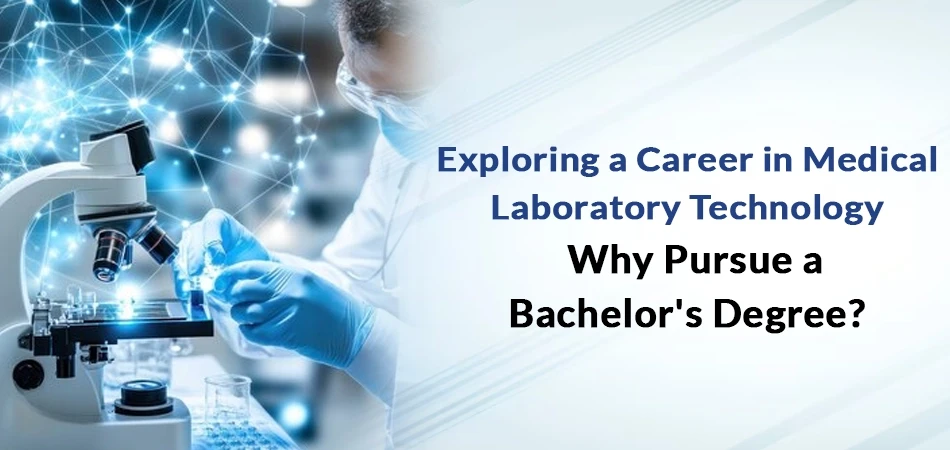 Exploring a Career in Medical
Laboratory Technology
Why Pursue a
Bachelor's Degree?